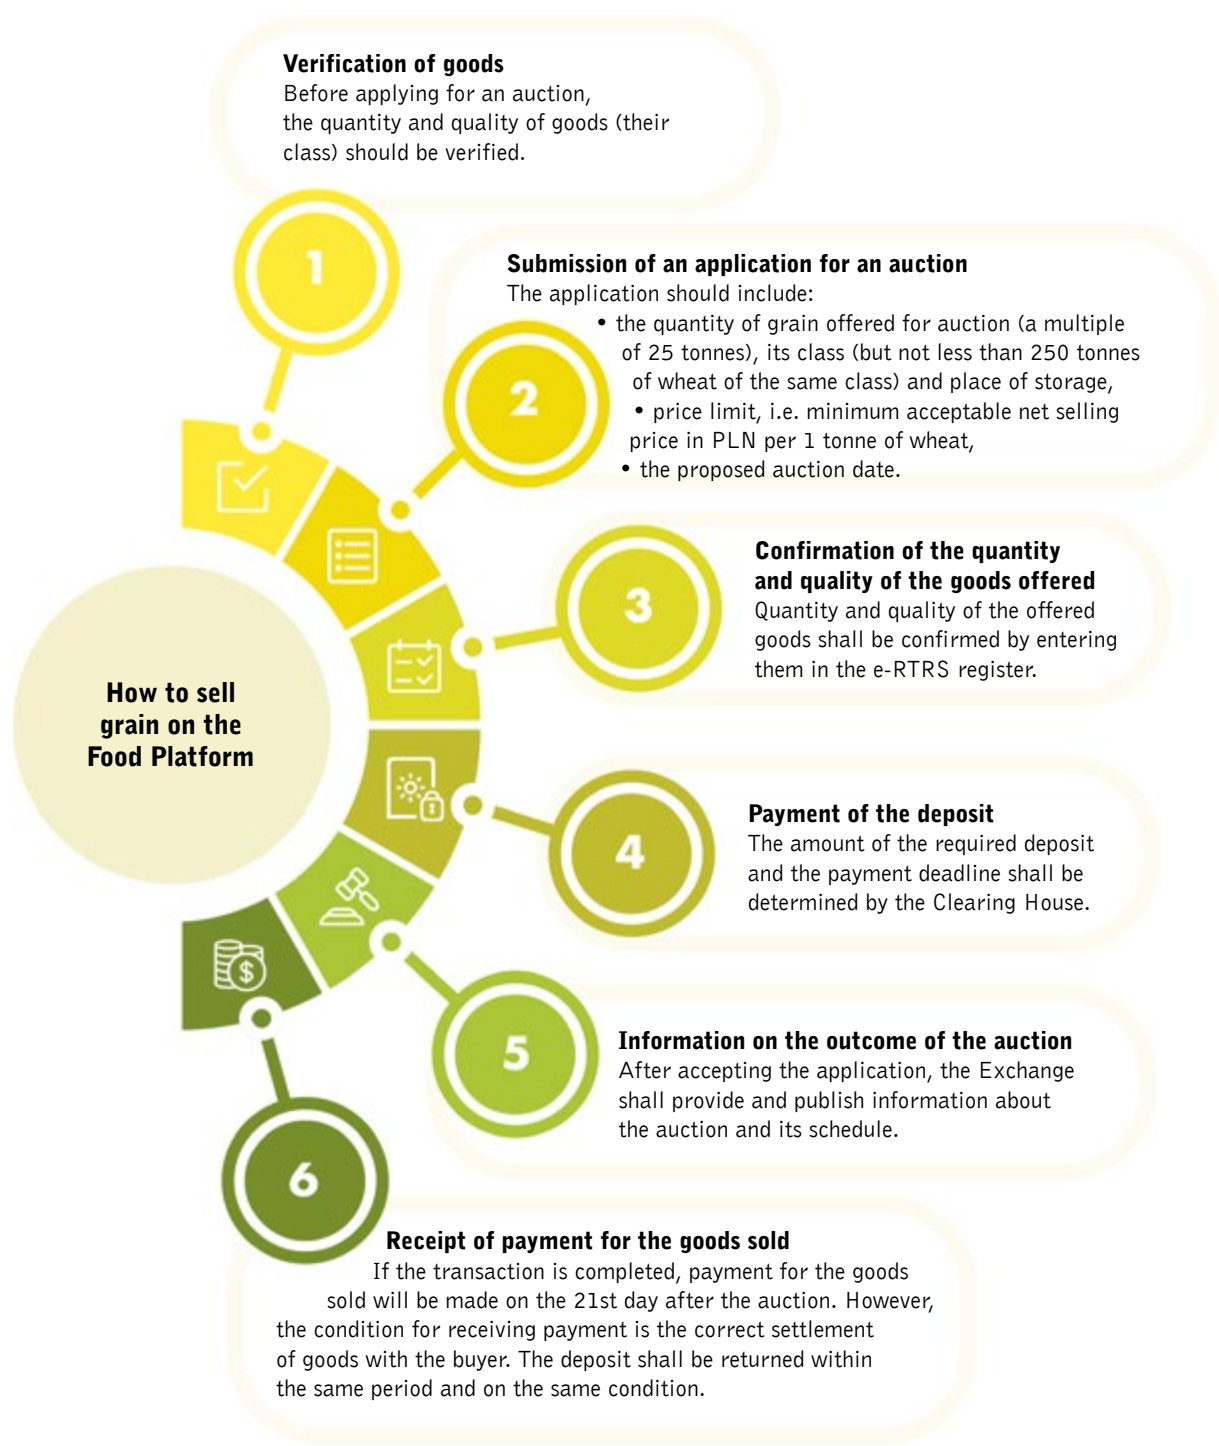 Verification of goods
Before applying for an auction,
the quantity and quality of goods (their
class) should be verified.
1
Submission of an application for an auction
The application should include:
• the quantity of grain offered for auction (a multiple
of 25 tonnes), its class (but not less than 250 tonnes
of wheat of the same class) and place of storage,
• price limit, i.e. minimum acceptable net selling
price in PLN per 1 tonne of wheat,
• the proposed auction date.
2
Confirmation of the quantity
and quality of the goods offered
Quantity and quality of the offered
goods shall be confirmed by entering
them in the e-RTRS register.
3
How to sell
grain on the
Food Platform
Payment of the deposit
The amount of the required deposit
and the payment deadline shall be
determined by the Clearing House.
4
Information on the outcome of the auction
After accepting the application, the Exchange
shall provide and publish information about
the auction and its schedule.
5
$
6
Receipt of payment for the goods sold
If the transaction is completed, payment for the goods
sold will be made on the 21st day after the auction. However,
the condition for receiving payment is the correct settlement
of goods with the buyer. The deposit shall be returned within
the same period and on the same condition.